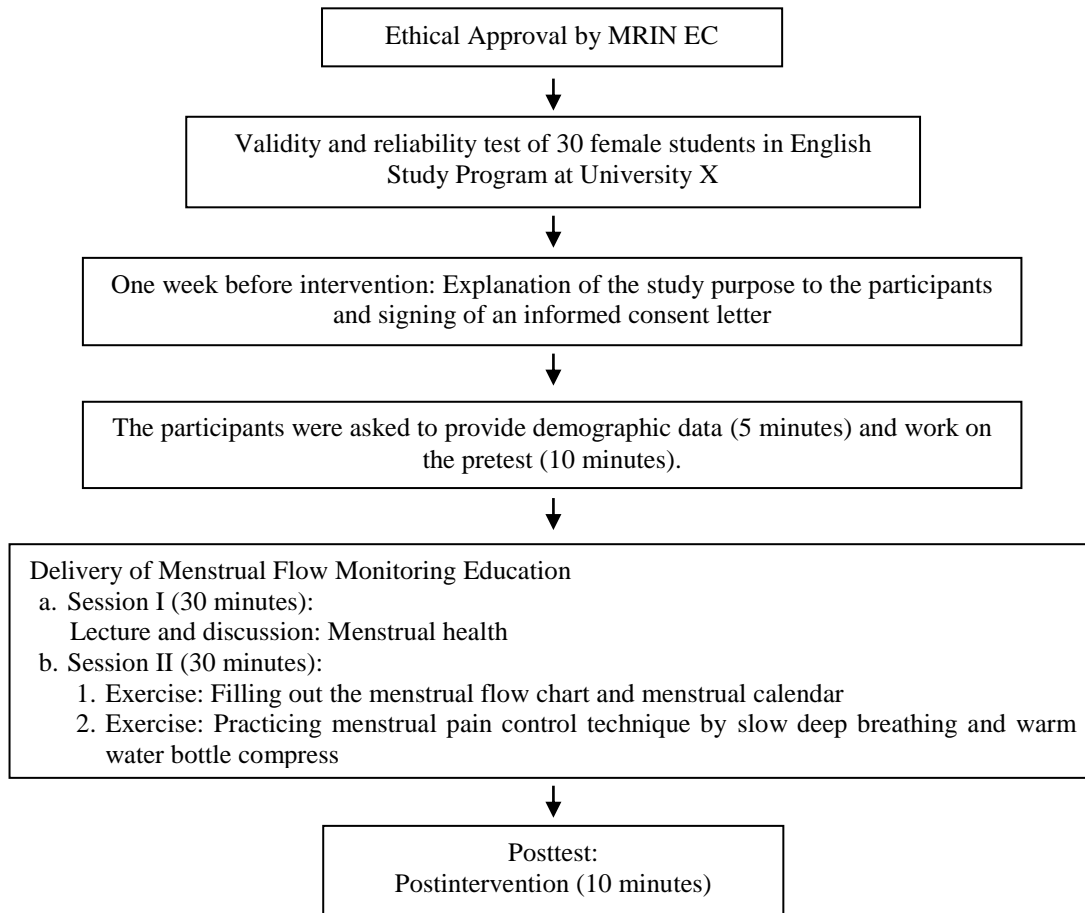 Ethical Approval by MRIN EC
Validity and reliability test of 30 female students in English
Study Program at University X
One week before intervention: Explanation of the study purpose to the participants
and signing of an informed consent letter
The participants were asked to provide demographic data (5 minutes) and work on
the pretest (10 minutes).
Delivery of Menstrual Flow Monitoring Education
a. Session I (30 minutes):
Lecture and discussion: Menstrual health
b. Session II (30 minutes):
1. Exercise: Filling out the menstrual flow chart and menstrual calendar
2. Exercise: Practicing menstrual pain control technique by slow deep breathing and warm
water bottle compress
Posttest:
Postintervention (10 minutes)